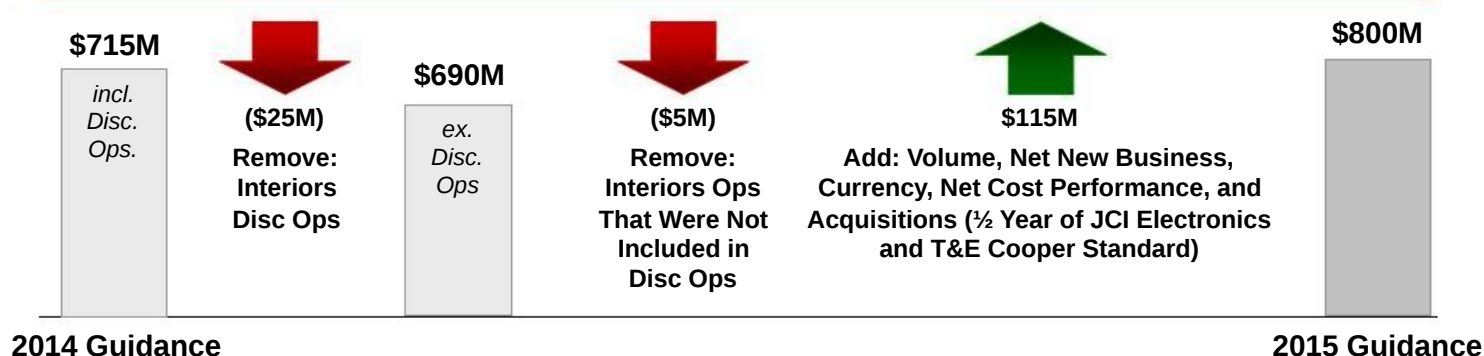 $715M
incl.
Disc.
Ops.
($25M)
Remove:
Interiors
Disc Ops
$690M
ex.
Disc.
Ops
($5M)
Remove:
Interiors Ops
That Were Not
Included in
Disc Ops
$115M
Add: Volume, Net New Business,
Currency, Net Cost Performance, and
Acquisitions (½ Year of JCI Electronics
and T&E Cooper Standard)
$800M
2014 Guidance
2015 Guidance